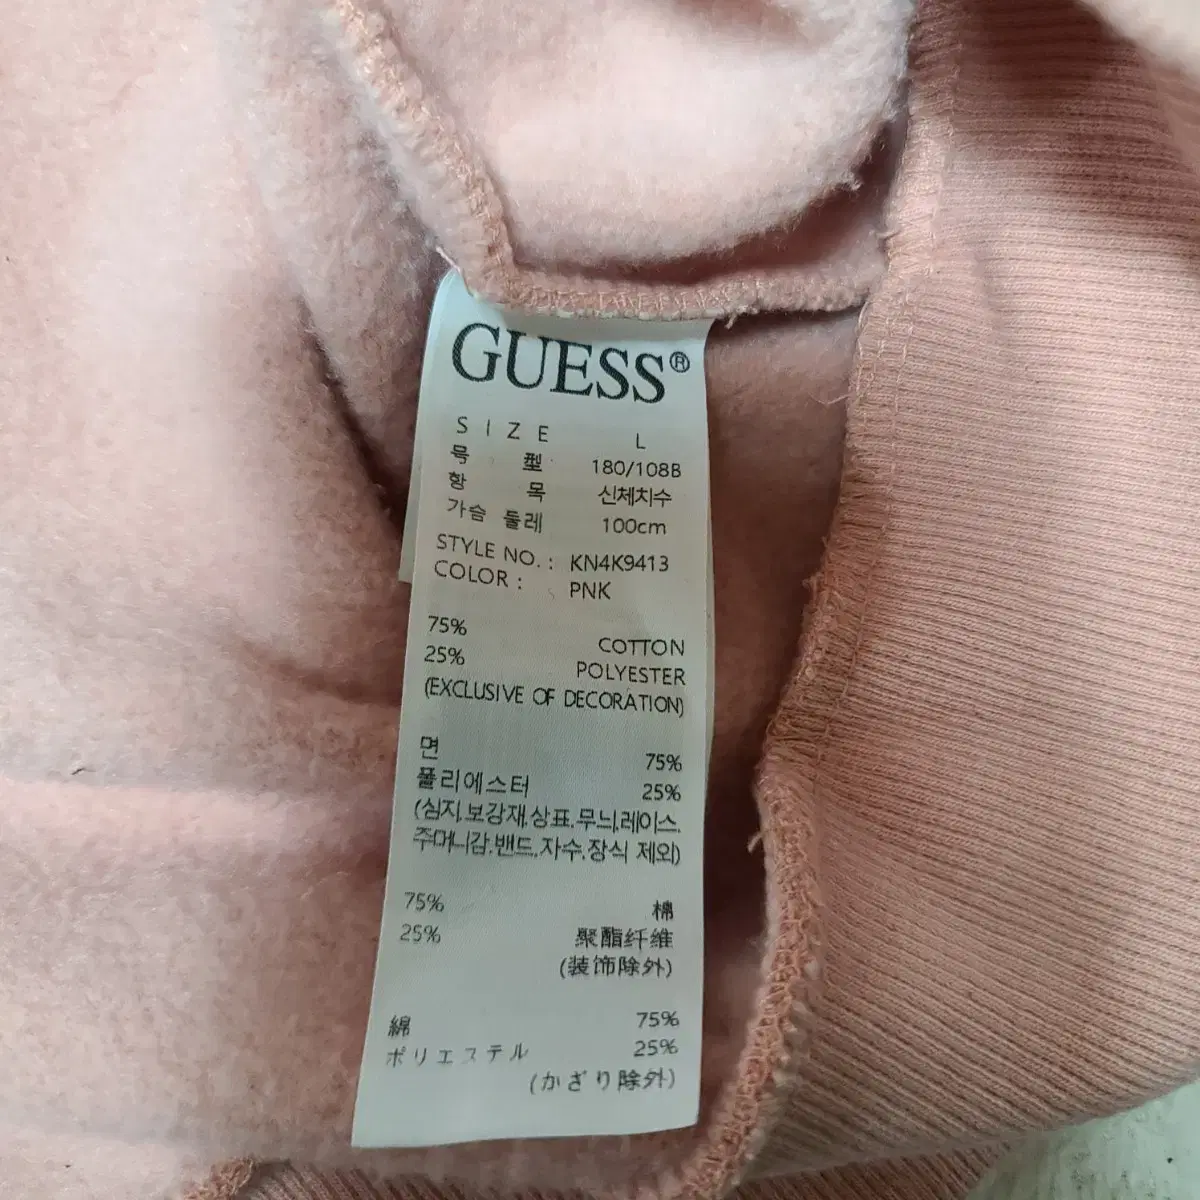 GUESS®
SIZE L
号 型 180/108B
항 목 신체치수
가슴 둘레 100cm
STYLE NO. : KN4K9413
COLOR : PNK
75% COTTON
25% POLYESTER
(EXCLUSIVE OF DECORATION)
면 75%
폴리에스터 25%
(심지.보강재.상표.무늬.레이스.
주머니감.밴드.자수.장식 제외)
75% 棉
25% 聚酯纤维
(装饰除外)
綿 75%
ポリエステル 25%
(かざり除外)